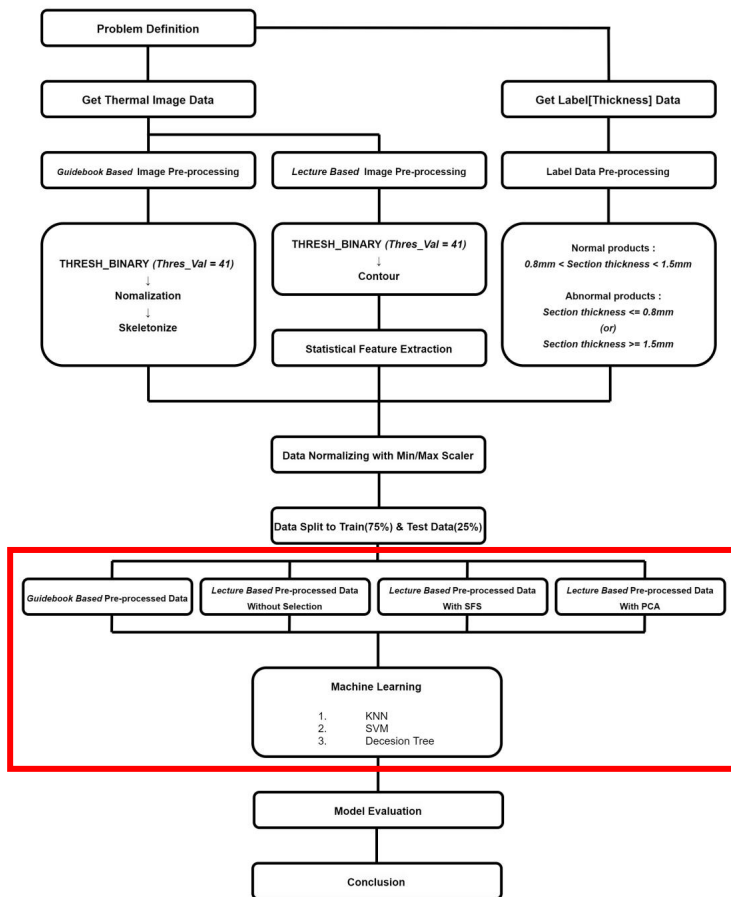 Problem Definition
Get Thermal Image Data
Get Label[Thickness] Data
Guidebook Based Image Pre-processing
Lecture Based Image Pre-processing
Label Data Pre-processing
THRESH_BINARY (Thres_Val = 41)
↓
Nomalization
↓
Skeletonize
THRESH_BINARY (Thres_Val = 41)
↓
Contour
Statistical Feature Extraction
Normal products :
0.8mm < Section thickness < 1.5mm
Abnormal products :
Section thickness <= 0.8mm
(or)
Section thickness >= 1.5mm
Data Normalizing with Min/Max Scaler
Data Split to Train(75%) & Test Data(25%)
Guidebook Based Pre-processed Data
Lecture Based Pre-processed Data
Without Selection
Lecture Based Pre-processed Data
With SFS
Lecture Based Pre-processed Data
With PCA
Machine Learning
1. KNN
2. SVM
3. Decesion Tree
Model Evaluation
Conclusion